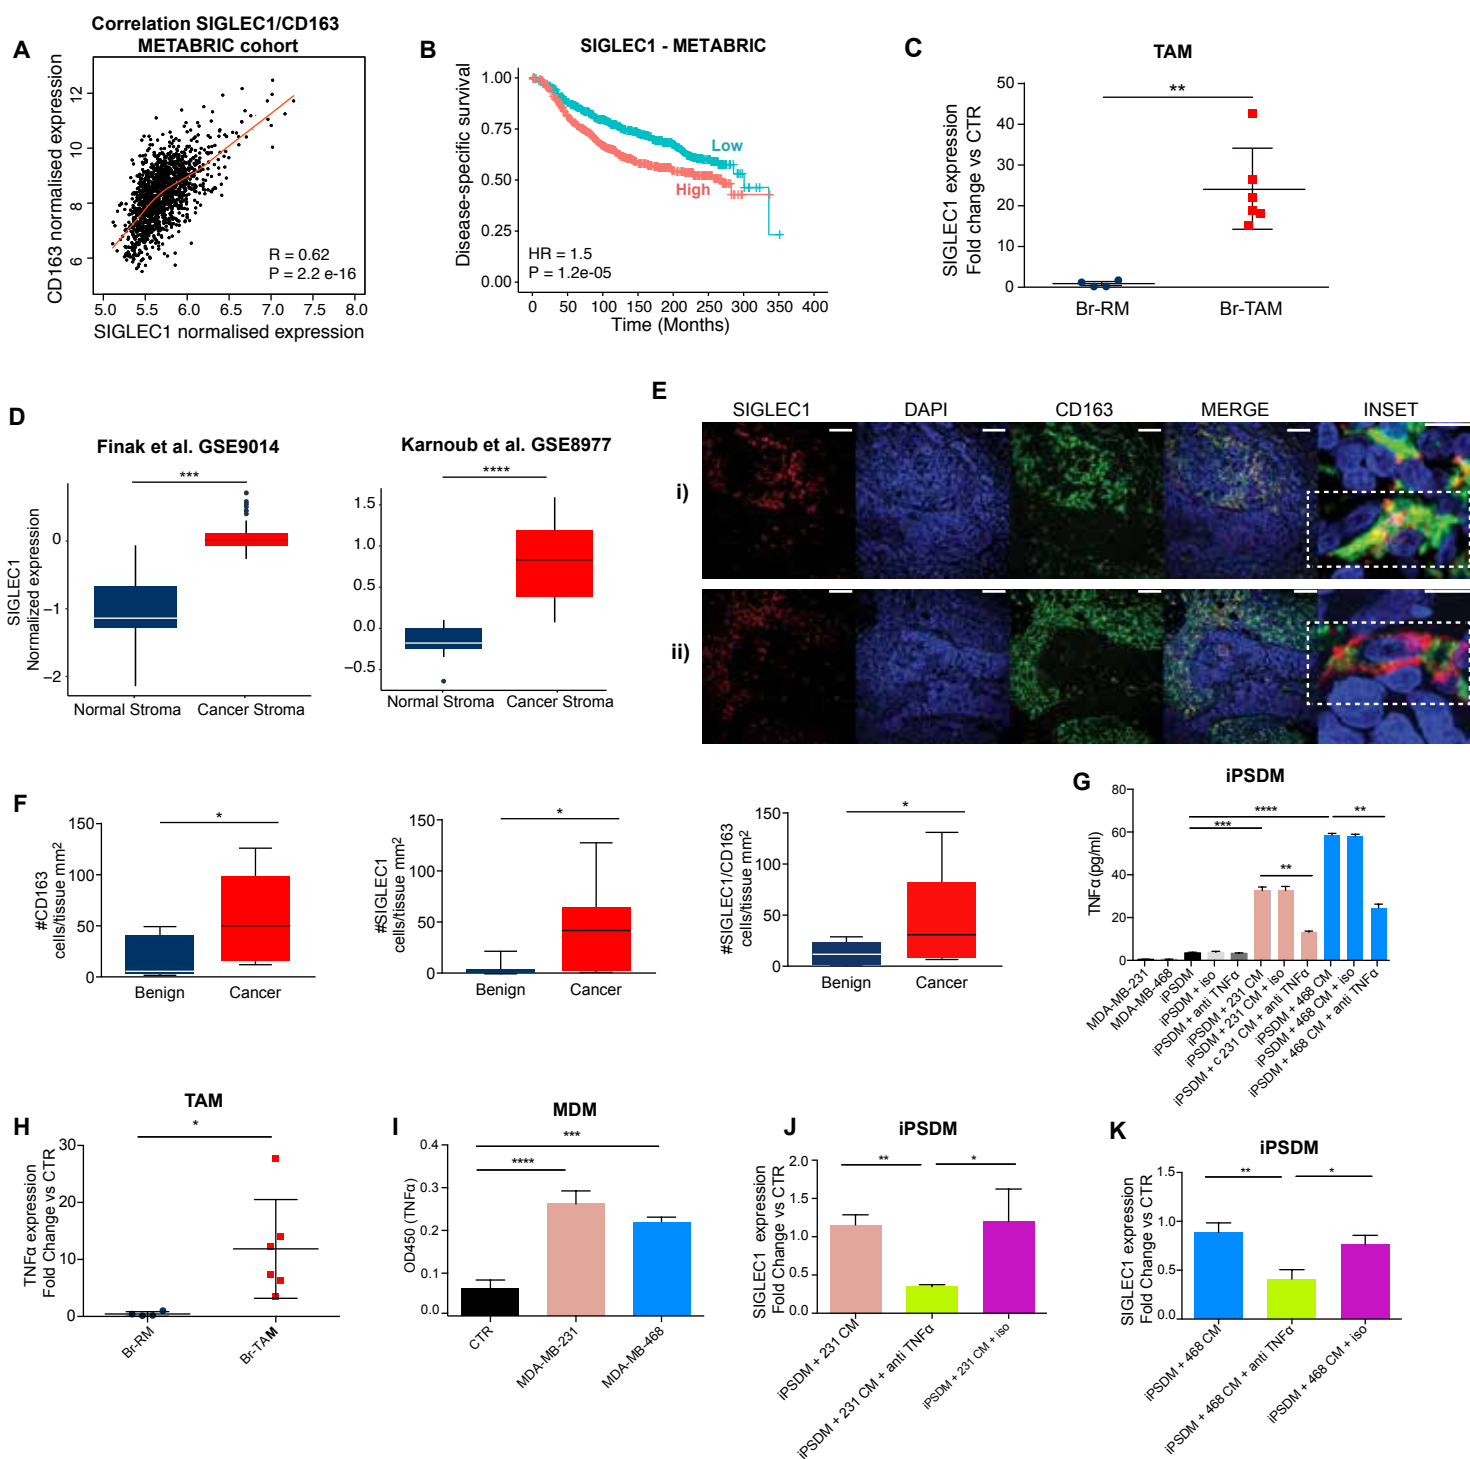 A
Correlation SIGLEC1/CD163
METABRIC cohort
CD163 normalised expression
12
10
8
6
R = 0.62
P = 2.2 e-16
5.0 5.5 6.0 6.5 7.0 7.5 8.0
SIGLEC1 normalised expression
B
SIGLEC1 - METABRIC
Disease-specific survival
1.00
0.75
0.50
0.25
0.00
Low
High
HR = 1.5
P = 1.2e-05
0 50 100 150 200 250 300 350 400
Time (Months)
C
TAM
SIGLEC1 expression
Fold change vs CTR
50
40
30
20
10
0
**
Br-RM Br-TAM
D
Finak et al. GSE9014
SIGLEC1
Normalized expression
***
0
−1
−2
Normal Stroma Cancer Stroma
Karnoub et al. GSE8977
****
1.5
1.0
0.5
0.0
−0.5
Normal Stroma Cancer Stroma
E
SIGLEC1 DAPI CD163 MERGE INSET
i)
ii)
F
#CD163
cells/tissue mm²
150
100
50
0
*
Benign Cancer
#SIGLEC1
cells/tissue mm²
150
100
50
0
*
Benign Cancer
#SIGLEC1/CD163
cells/tissue mm²
150
100
50
0
*
Benign Cancer
G
iPSDM
TNFα (pg/ml)
80
60
40
20
0
****
**
***
**
MDA-MB-231
MDA-MB-468
iPSDM
iPSDM + iso
iPSDM + anti TNFα
iPSDM + 231 CM
iPSDM + 231 CM + iso
iPSDM + c 231 CM + anti TNFα
iPSDM + 468 CM
iPSDM + 468 CM + iso
iPSDM + 468 CM + anti TNFα
H
TAM
TNFα expression
Fold Change vs CTR
30
20
10
0
*
Br-RM
Br-TAM
I
MDM
OD450 (TNFα)
0.4
0.3
0.2
0.1
0.0
***
****
CTR
MDA-MB-231
MDA-MB-468
J
iPSDM
SIGLEC1 expression
Fold Change vs CTR
2.0
1.5
1.0
0.5
0.0
**
*
iPSDM + 231 CM
iPSDM + 231 CM + anti TNFα
iPSDM + 231 CM + iso
K
iPSDM
SIGLEC1 expression
Fold Change vs CTR
1.5
1.0
0.5
0.0
**
*
iPSDM + 468 CM
iPSDM + 468 CM + anti TNFα
iPSDM + 468 CM + iso